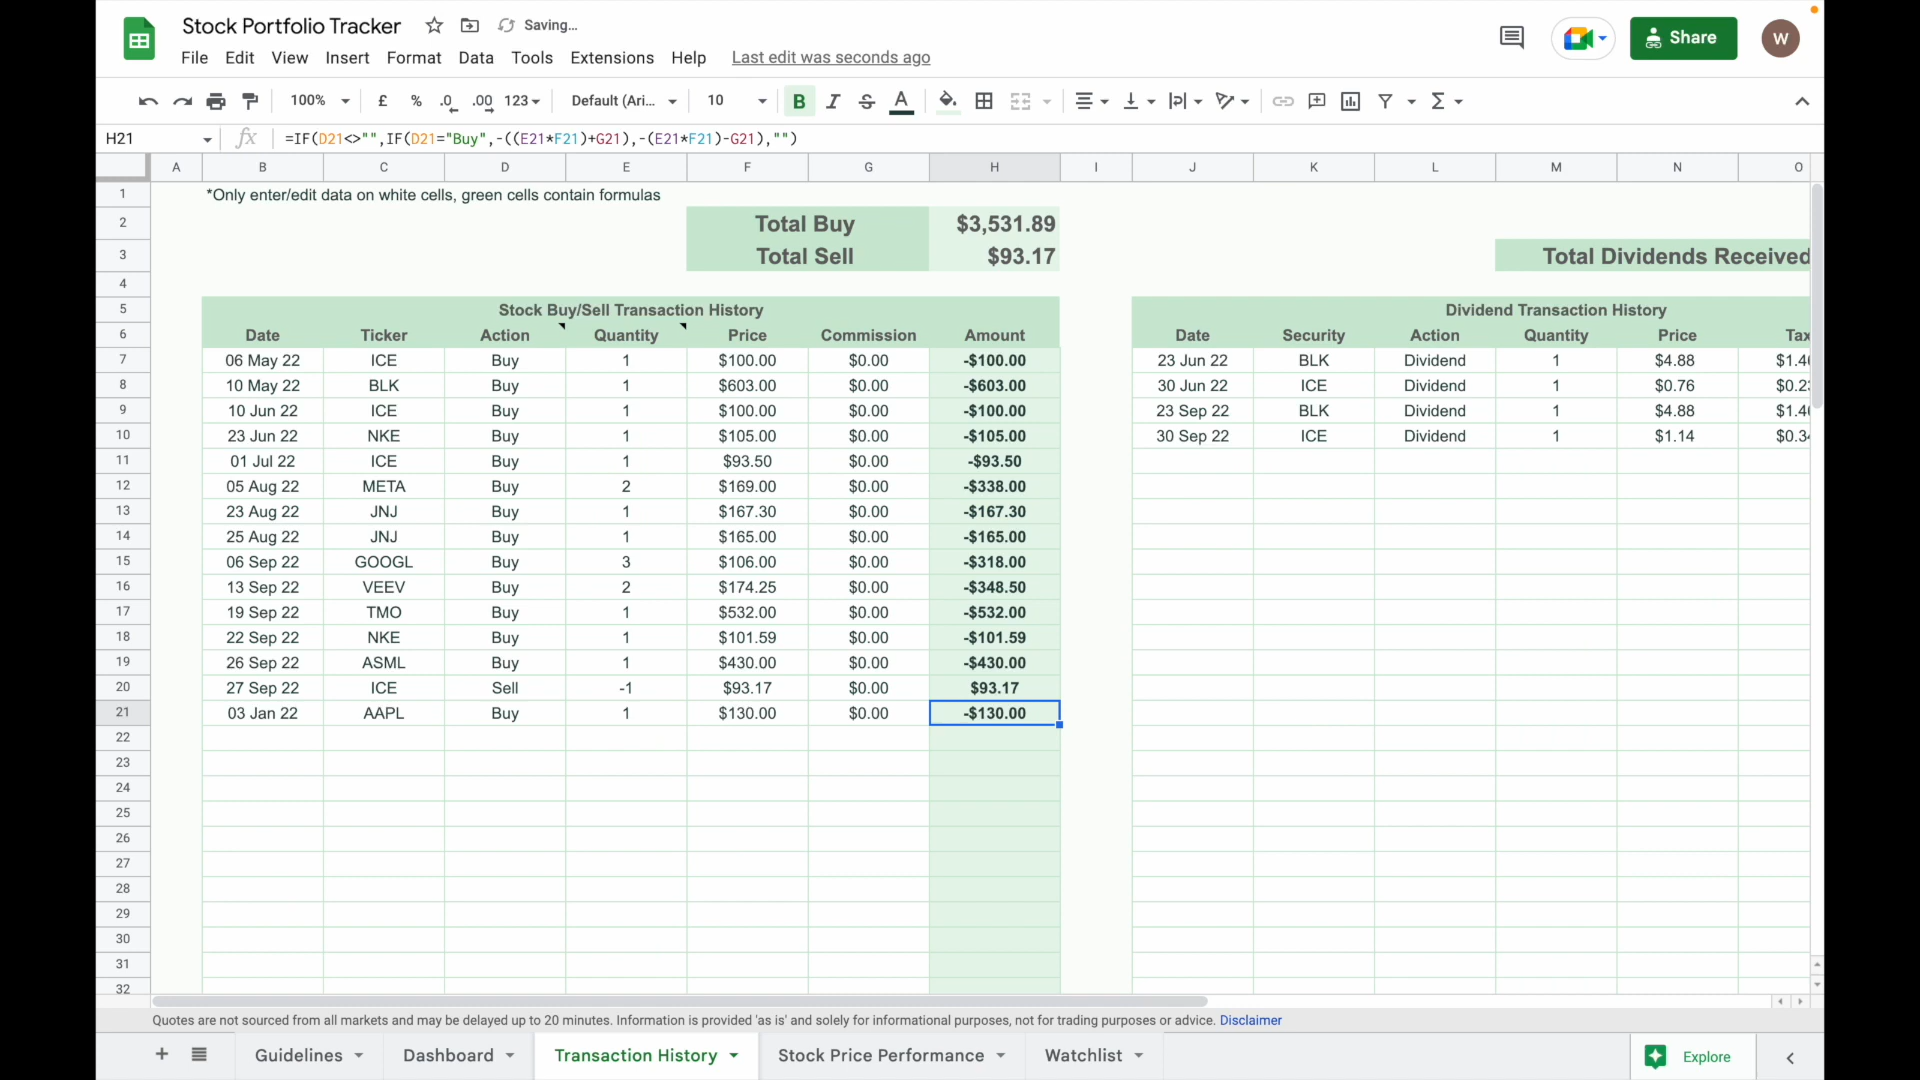 Stock Portfolio Tracker
Saving...
File Edit View Insert Format Data Tools Extensions Help Last edit was seconds ago
Share
W
100% £ % .0 .00 123 Default (Ari... 10 B I S A
H21 fx =IF(D21<>"",IF(D21="Buy",-((E21*F21)+G21),-(E21*F21)-G21),"")
A B C D E F G H I J K L M N O
1 *Only enter/edit data on white cells, green cells contain formulas
2 Total Buy $3,531.89
3 Total Sell $93.17 Total Dividends Received
4
5 Stock Buy/Sell Transaction History Dividend Transaction History
6 Date Ticker Action Quantity Price Commission Amount Date Security Action Quantity Price Tax
7 06 May 22 ICE Buy 1 $100.00 $0.00 -$100.00 23 Jun 22 BLK Dividend 1 $4.88
8 10 May 22 BLK Buy 1 $603.00 $0.00 -$603.00 30 Jun 22 ICE Dividend 1 $0.76
9 10 Jun 22 ICE Buy 1 $100.00 $0.00 -$100.00 23 Sep 22 BLK Dividend 1 $4.88
10 23 Jun 22 NKE Buy 1 $105.00 $0.00 -$105.00 30 Sep 22 ICE Dividend 1 $1.14
11 01 Jul 22 ICE Buy 1 $93.50 $0.00 -$93.50
12 05 Aug 22 META Buy 2 $169.00 $0.00 -$338.00
13 23 Aug 22 JNJ Buy 1 $167.30 $0.00 -$167.30
14 25 Aug 22 JNJ Buy 1 $165.00 $0.00 -$165.00
15 06 Sep 22 GOOGL Buy 3 $106.00 $0.00 -$318.00
16 13 Sep 22 VEEV Buy 2 $174.25 $0.00 -$348.50
17 19 Sep 22 TMO Buy 1 $532.00 $0.00 -$532.00
18 22 Sep 22 NKE Buy 1 $101.59 $0.00 -$101.59
19 26 Sep 22 ASML Buy 1 $430.00 $0.00 -$430.00
20 27 Sep 22 ICE Sell -1 $93.17 $0.00 $93.17
21 03 Jan 22 AAPL Buy 1 $130.00 $0.00 -$130.00
22
23
24
25
26
27
28
29
30
31
32
Quotes are not sourced from all markets and may be delayed up to 20 minutes. Information is provided 'as is' and solely for informational purposes, not for trading purposes or advice. Disclaimer
Guidelines Dashboard Transaction History Stock Price Performance Watchlist Explore